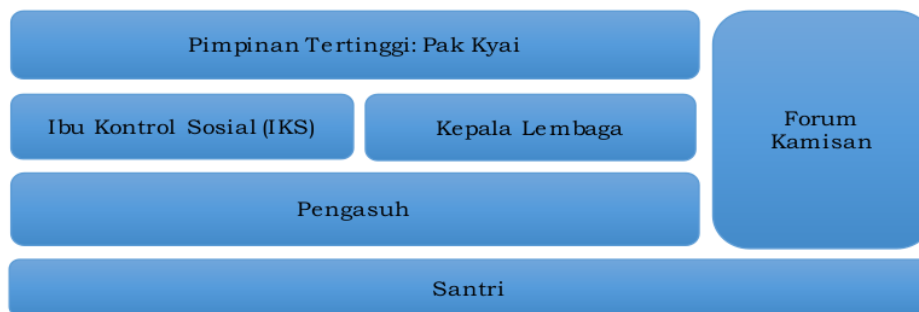 Pimpinan Tertinggi: Pak Kyai
Ibu Kontrol Sosial (IKS)
Kepala Lembaga
Forum
Kamisan
Pengasuh
Santri